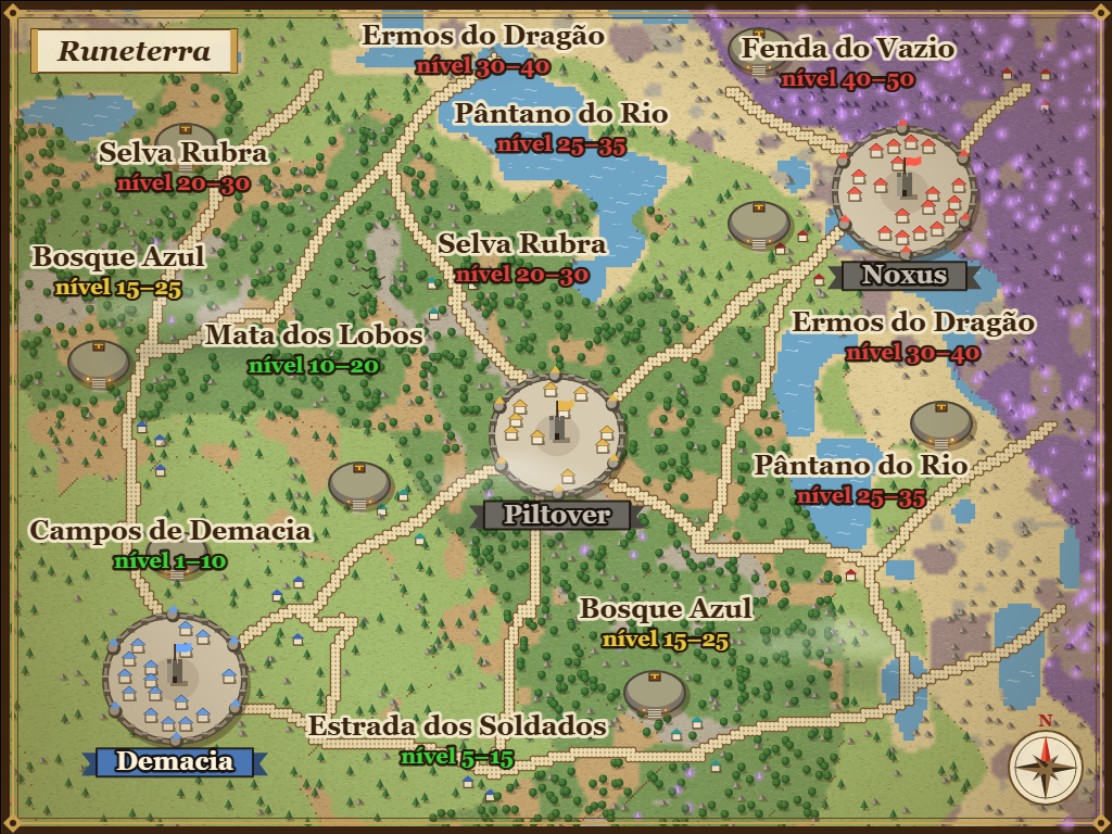 Runeterra
Ermos do Dragão
nível 30–40
Fenda do Vazio
nível 40–50
Pântano do Rio
nível 25–35
Selva Rubra
nível 20–30
Selva Rubra
nível 20–30
Bosque Azul
nível 15–25
Noxus
Mata dos Lobos
nível 10–20
Ermos do Dragão
nível 30–40
Pântano do Rio
nível 25–35
Piltover
Campos de Demacia
nível 1–10
Bosque Azul
nível 15–25
Estrada dos Soldados
nível 5–15
Demacia
N